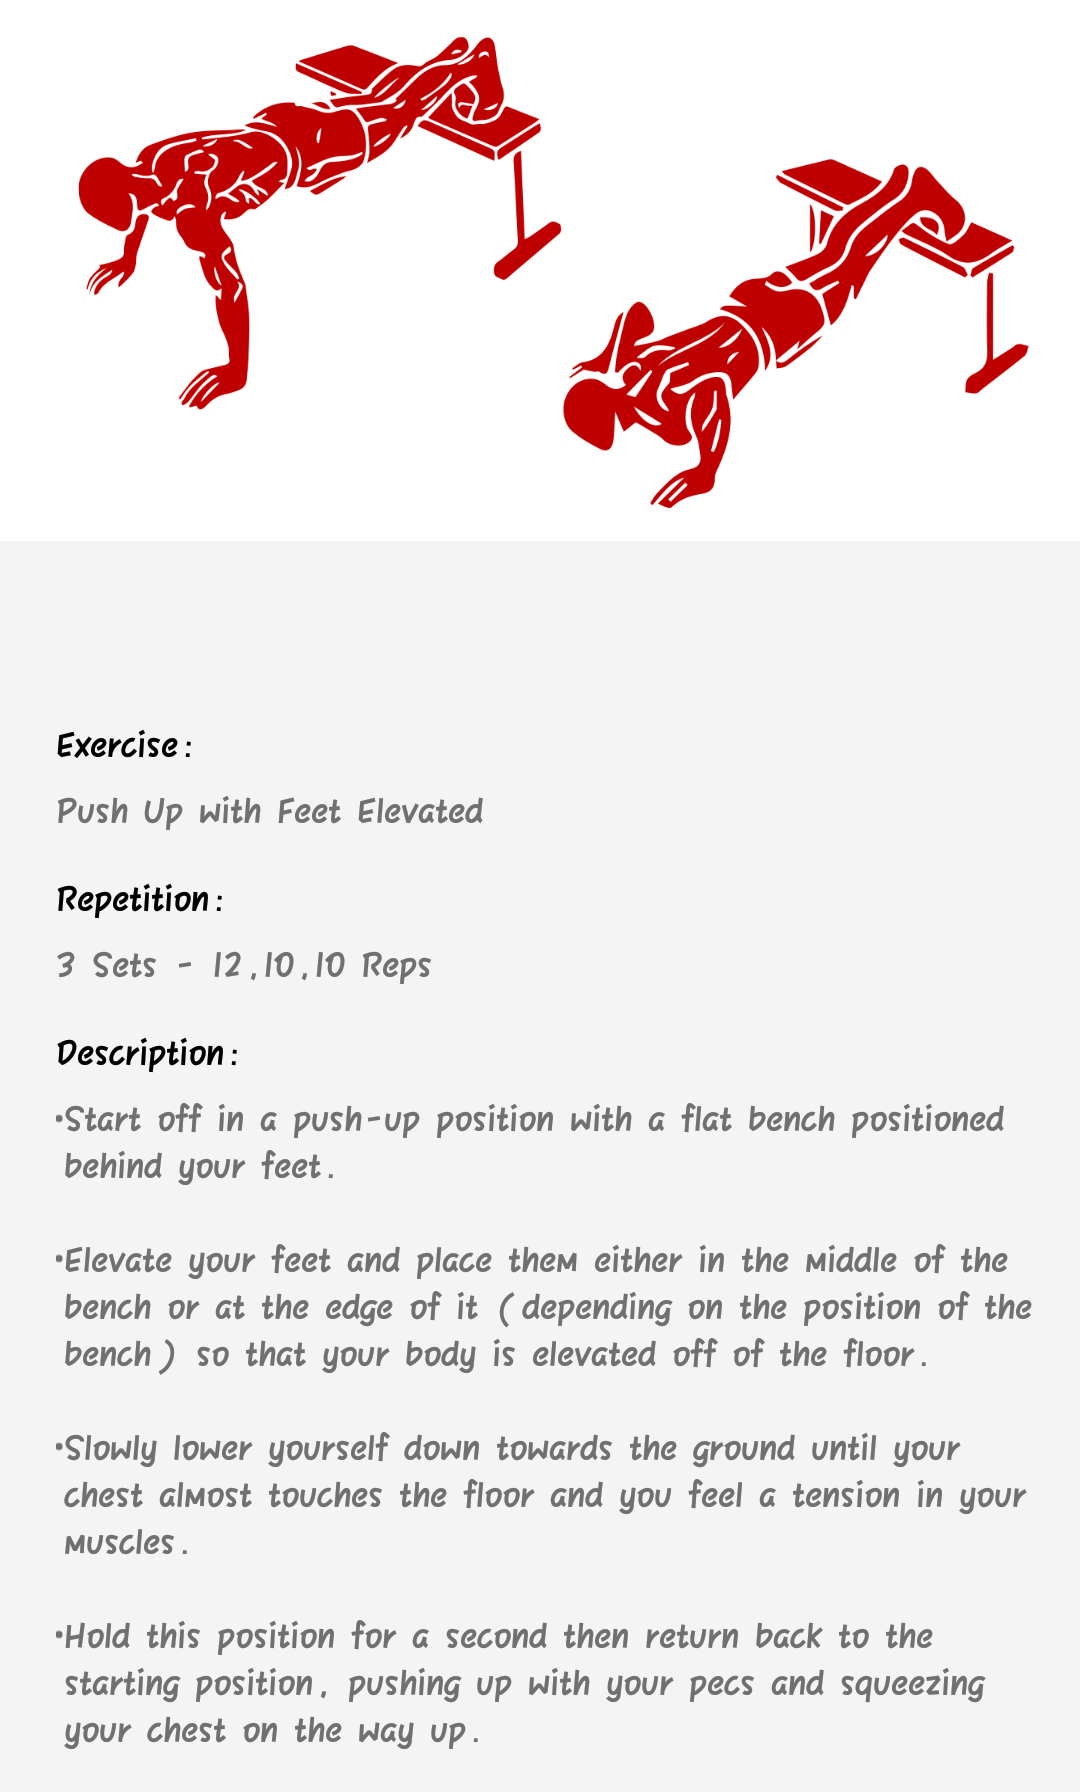 Exercise:
Push Up with Feet Elevated
Repetition:
3 Sets - 12,10,10 Reps
Description:
•Start off in a push-up position with a flat bench positioned
behind your feet.
•Elevate your feet and place them either in the middle of the
bench or at the edge of it (depending on the position of the
bench) so that your body is elevated off of the floor.
•Slowly lower yourself down towards the ground until your
chest almost touches the floor and you feel a tension in your
muscles.
•Hold this position for a second then return back to the
starting position, pushing up with your pecs and squeezing
your chest on the way up.